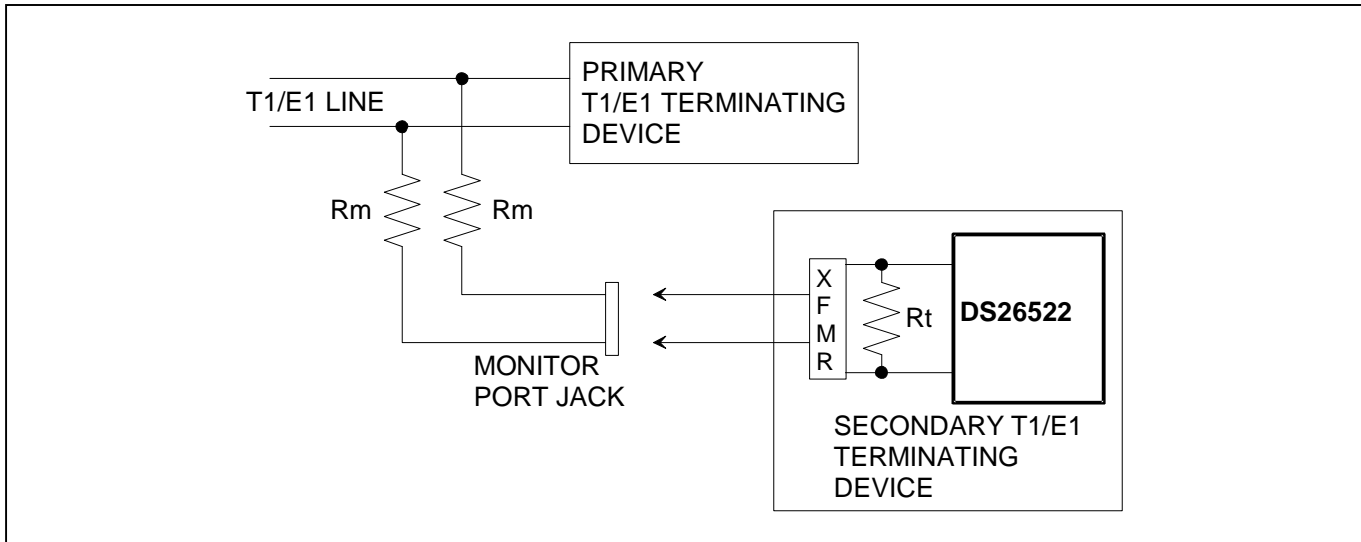 PRIMARY
T1/E1 TERMINATING
DEVICE
T1/E1 LINE
Rm
Rm
MONITOR
PORT JACK
X
F
M
R
Rt
DS26522
SECONDARY T1/E1
TERMINATING
DEVICE